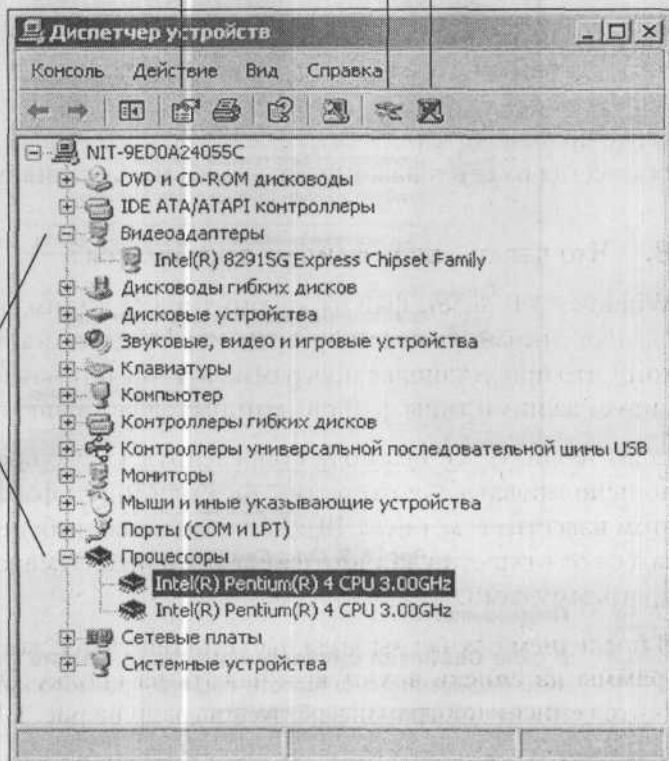 Диспетчер устройств
Консоль Действие Вид Справка
NIT-9ED0A24055C
DVD и CD-ROM дисководы
IDE ATA/ATAPI контроллеры
Видеоадаптеры
Intel(R) 82915G Express Chipset Family
Дисководы гибких дисков
Дисковые устройства
Звуковые, видео и игровые устройства
Клавиатуры
Компьютер
Контроллеры гибких дисков
Контроллеры универсальной последовательной шины USB
Мониторы
Мыши и иные указывающие устройства
Порты (COM и LPT)
Процессоры
Intel(R) Pentium(R) 4 CPU 3.00GHz
Intel(R) Pentium(R) 4 CPU 3.00GHz
Сетевые платы
Системные устройства